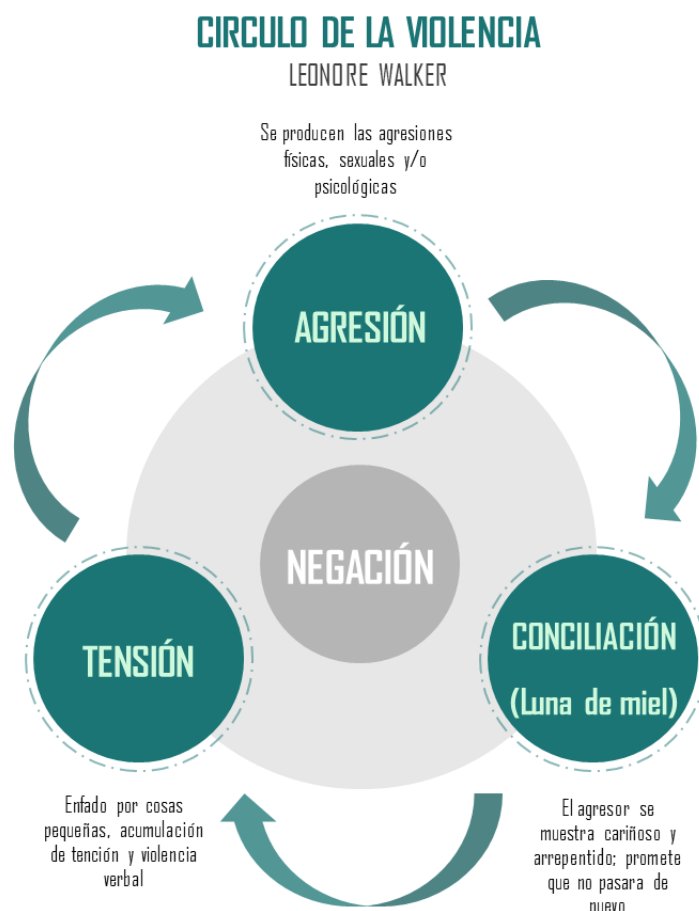 CIRCULO DE LA VIOLENCIA
LEONORE WALKER
Se producen las agresiones
físicas, sexuales y/o
psicológicas
AGRESIÓN
NEGACIÓN
TENSIÓN
CONCILIACIÓN
(Luna de miel)
Enfado por cosas
pequeñas, acumulación
de tención y violencia
verbal
El agresor se
muestra cariñoso y
arrepentido; promete
que no pasara de
nuevo